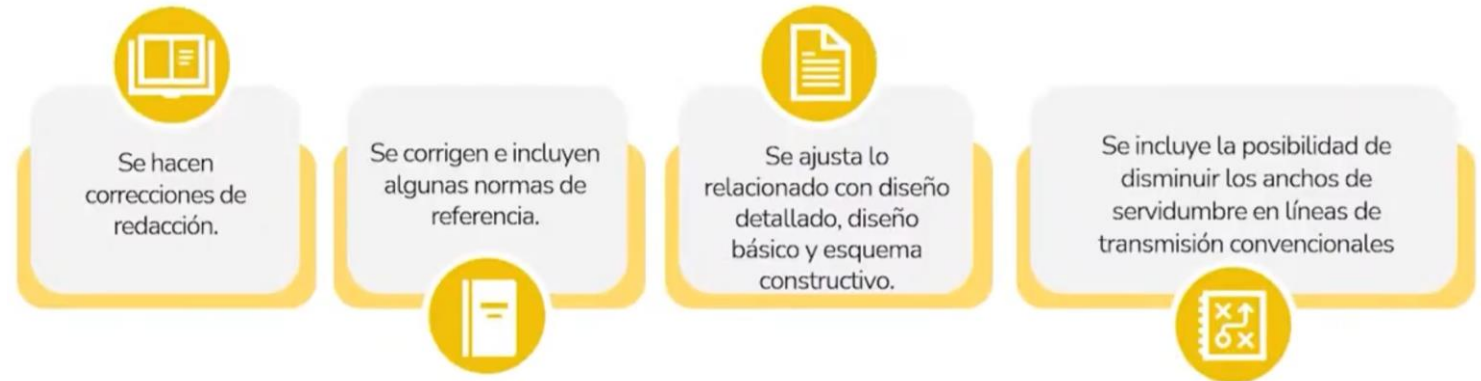 Se hacen
correcciones de
redacción.
Se corrigen e incluyen
algunas normas de
referencia.
Se ajusta lo
relacionado con diseño
detallado, diseño
básico y esquema
constructivo.
Se incluye la posibilidad de
disminuir los anchos de
servidumbre en líneas de
transmisión convencionales